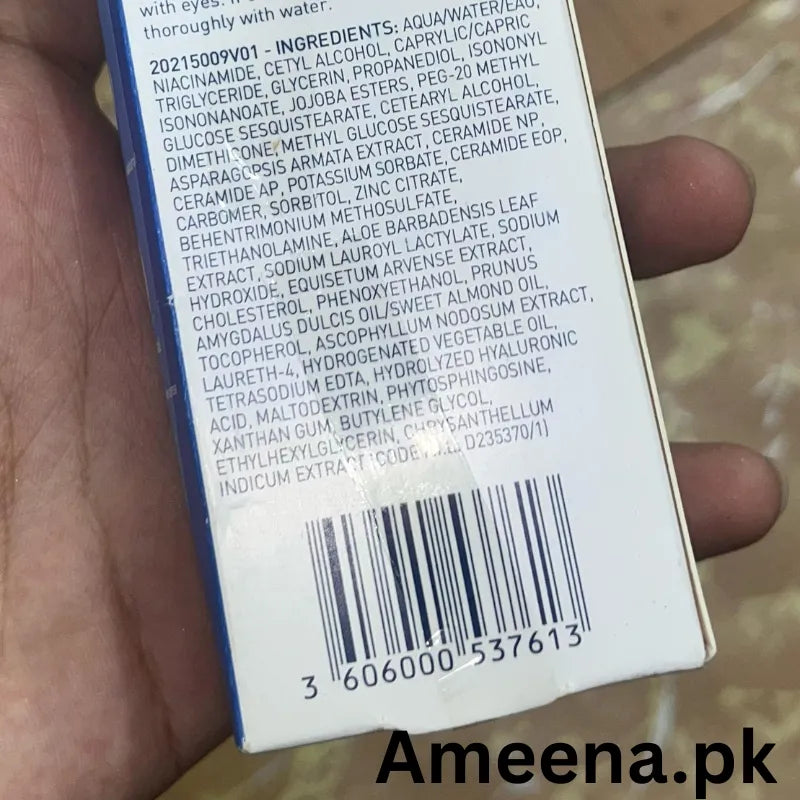 with eyes.
thoroughly with water.
20215009V01 - INGREDIENTS: AQUA/WATER/EAU,
NIACINAMIDE, CETYL ALCOHOL, CAPRYLIC/CAPRIC
TRIGLYCERIDE, GLYCERIN, PROPANEDIOL, ISONONYL
ISONONANOATE, JOJOBA ESTERS, PEG-20 METHYL
GLUCOSE SESQUISTEARATE, CETEARYL ALCOHOL,
DIMETHICONE, METHYL GLUCOSE SESQUISTEARATE,
ASPARAGOPSIS ARMATA EXTRACT, CERAMIDE NP,
CERAMIDE AP, POTASSIUM SORBATE, CERAMIDE EOP,
CARBOMER, SORBITOL, ZINC CITRATE,
BEHENTRIMONIUM METHOSULFATE,
TRIETHANOLAMINE, ALOE BARBADENSIS LEAF
EXTRACT, SODIUM LAUROYL LACTYLATE, SODIUM
HYDROXIDE, EQUISETUM ARVENSE EXTRACT,
CHOLESTEROL, PHENOXYETHANOL, PRUNUS
AMYGDALUS DULCIS OIL/SWEET ALMOND OIL,
TOCOPHEROL, ASCOPHYLLUM NODOSUM EXTRACT,
LAURETH-4, HYDROGENATED VEGETABLE OIL,
TETRASODIUM EDTA, HYDROLYZED HYALURONIC
ACID, MALTODEXTRIN, PHYTOSPHINGOSINE,
XANTHAN GUM, BUTYLENE GLYCOL,
ETHYLHEXYLGLYCERIN, CHRYSANTHELLUM
INDICUM EXTRACT (CODE D235370/1)
3 606000 537613
Ameena.pk